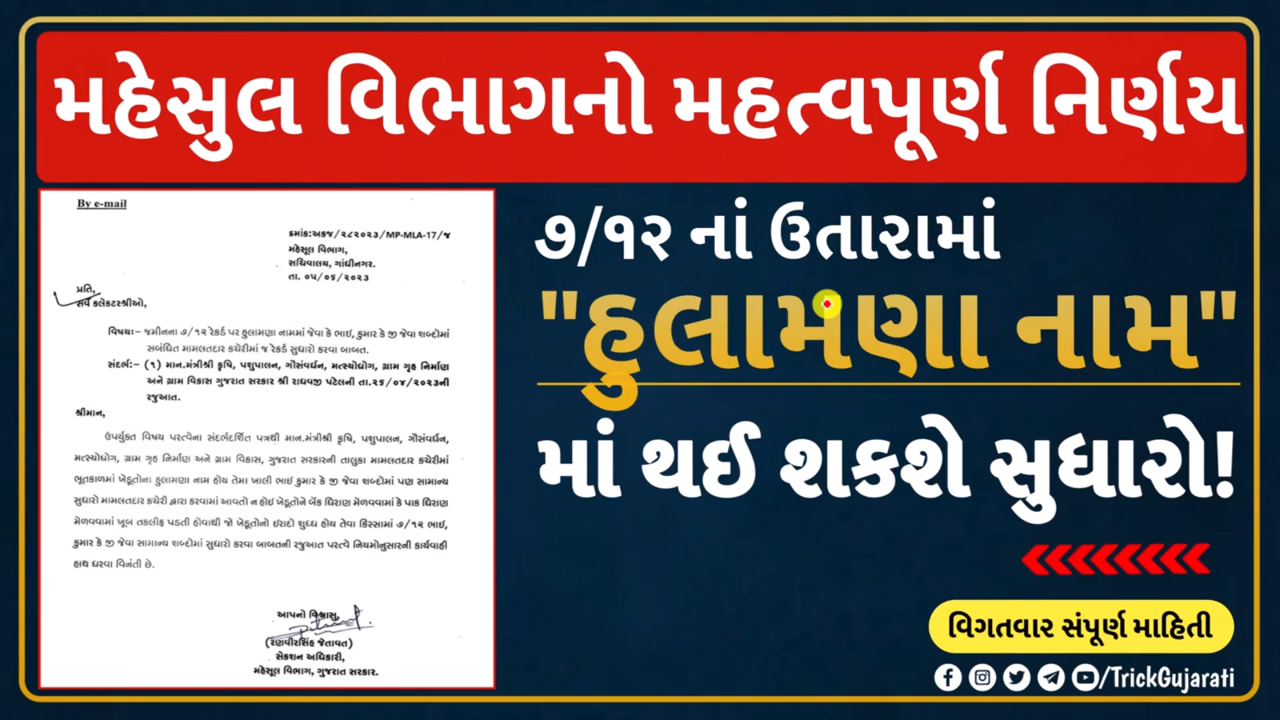 મહેસુલ વિભાગનો મહત્વપૂર્ણ નિર્ણય
By e-mail
ક્રમાંક:અકજ/૨૮૨૦૨૩/MP-MLA-17/જ
મહેસુલ વિભાગ,
સચિવાલય, ગાંધીનગર.
તા. ૦૫/૦૬/૨૦૨૩
પ્રતિ,
સર્વ કલેક્ટરશ્રીઓ,
વિષય:- જમીનના ૭/૧૨ રેકર્ડ પર હુલામણા નામમાં જેવા કે ભાઈ, કુમાર કે જી જેવા શબ્દોમાં
સબંધિત મામલતદાર કચેરીમાં જ રેકર્ડ સુધારો કરવા બાબત.
સંદર્ભ:- (૧) માન.મંત્રીશ્રી કૃષિ, પશુપાલન, ગૌસંવર્ધન, મત્સ્યોદ્યોગ, ગ્રામ ગૃહ નિર્માણ
અને ગ્રામ વિકાસ ગુજરાત સરકાર શ્રી રાઘવજી પટેલની તા.૨૬/૦૪/૨૦૨૩ની
રજુઆત.
શ્રીમાન,
ઉપર્યુક્ત વિષય પરત્વેના સંદર્ભદર્શિત પત્રથી માન.મંત્રીશ્રી કૃષિ, પશુપાલન, ગૌસંવર્ધન,
મત્સ્યોદ્યોગ, ગ્રામ ગૃહ નિર્માણ અને ગ્રામ વિકાસ, ગુજરાત સરકારની તાલુકા મામલતદાર કચેરીમાં
ભૂતકાળમાં ખેડૂતોના હુલામણા નામ હોય તેમા ખાલી ભાઈ કુમાર કે જી જેવા શબ્દોમાં પણ સામાન્ય
સુધારો મામલતદાર કચેરી દ્રારા કરવામાં આવતો ન હોઈ ખેડૂતોને બૅંક ધિરાણ મેળવવામાં કે પાક ધિરાણ
મેળવવામાં ખૂબ તકલીફ પડતી હોવાથી જો ખેડૂતોનો ઈરાદો શુધ્ધ હોય તેવા કિસ્સામાં ૭/૧૨ ભાઈ,
કુમાર કે જી જેવા સામાન્ય શબ્દોમાં સુધારો કરવા બાબતની રજુઆત પરત્વે નિયમોનુસારની કાર્યવાહી
હાથ ધરવા વિનંતી છે.
આપનો વિશ્વાસુ,
(રણવીરસિંહ જેતાવત)
સેકશન અધિકારી,
મહેસુલ વિભાગ, ગુજરાત સરકાર.
૭/૧૨ નાં ઉતારામાં
"હુલામણા નામ"
માં થઈ શકશે સુધારો!
વિગતવાર સંપૂર્ણ માહિતી
/TrickGujarati